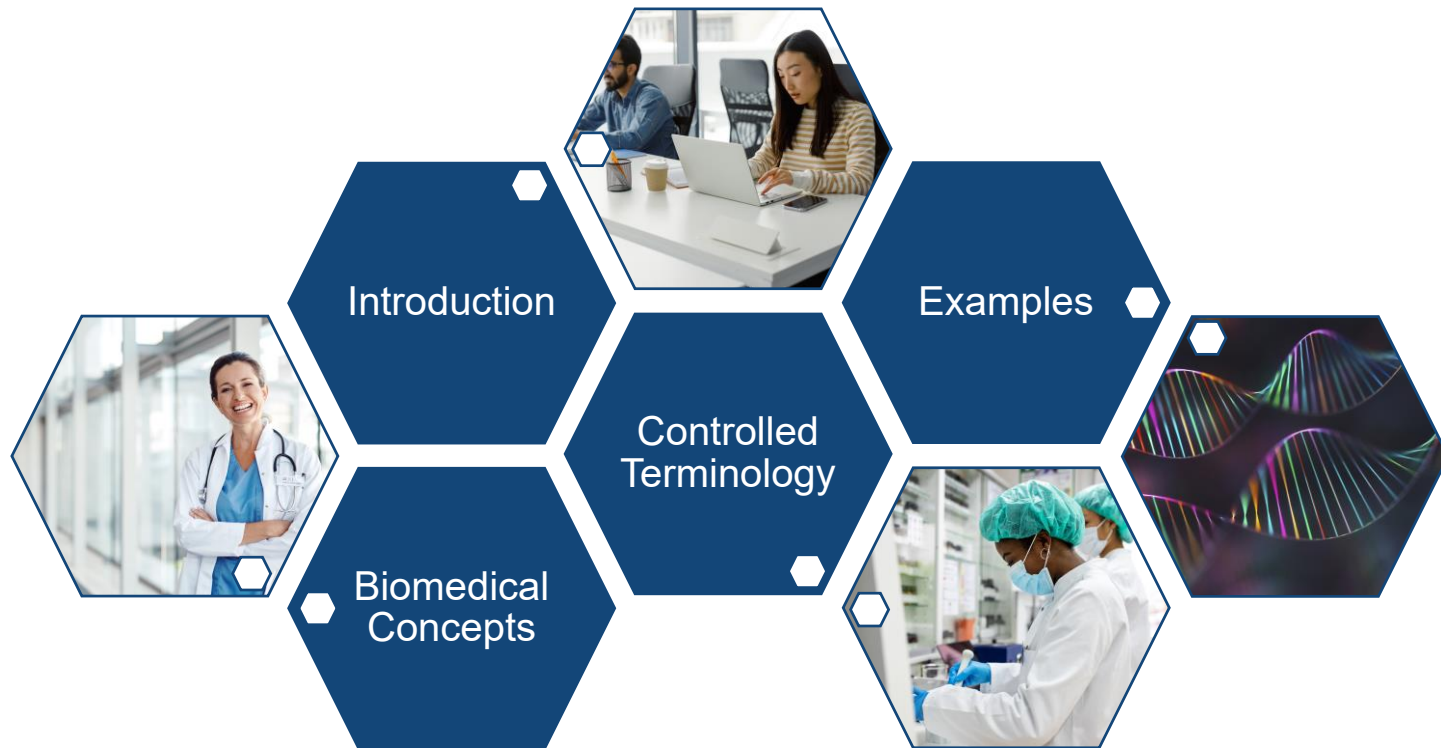 Introduction
Examples
Controlled
Terminology
Biomedical
Concepts